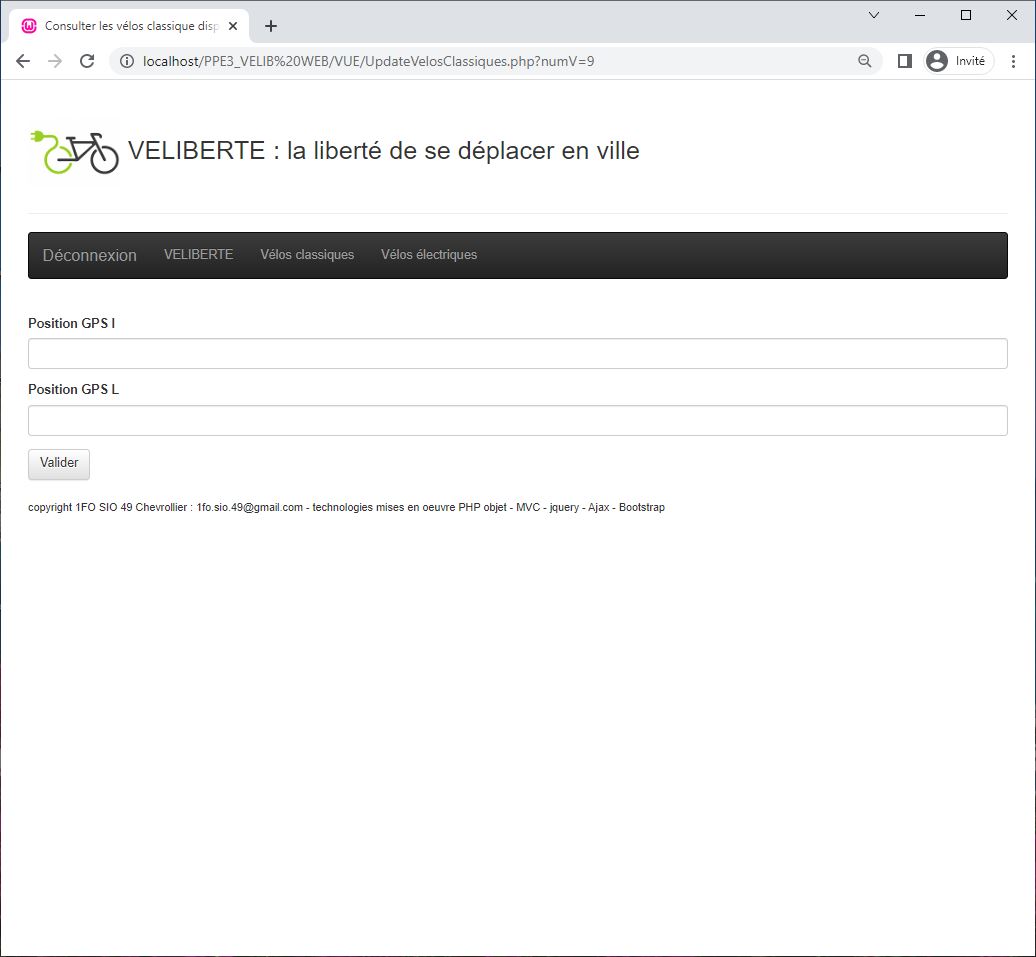 Consulter les vélos classique disp
localhost/PPE3_VELIB%20WEB/VUE/UpdateVelosClassiques.php?numV=9
Invité
VELIBERTE : la liberté de se déplacer en ville
Déconnexion VELIBERTE Vélos classiques Vélos électriques
Position GPS l
Position GPS L
Valider
copyright 1FO SIO 49 Chevrollier : 1fo.sio.49@gmail.com - technologies mises en oeuvre PHP objet - MVC - jquery - Ajax - Bootstrap